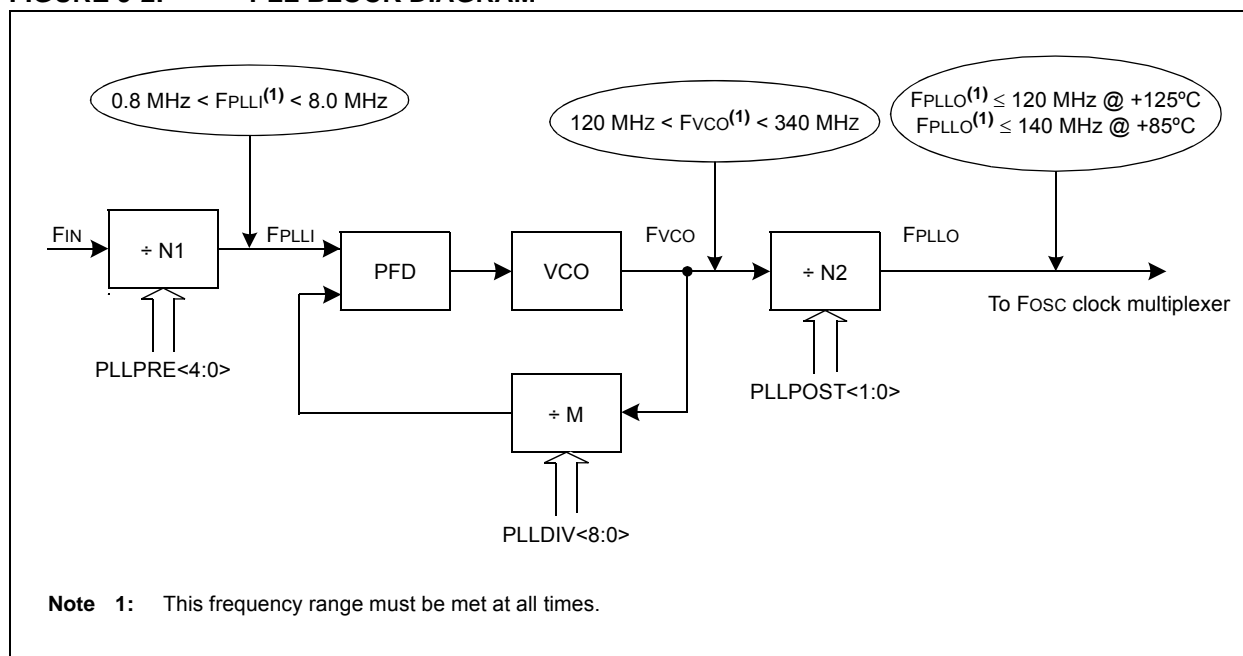 FIGURE 9-2: PLL BLOCK DIAGRAM
0.8 MHz < FPLLI(1) < 8.0 MHz
120 MHz < FVCO(1) < 340 MHz
FPLLO(1) ≤ 120 MHz @ +125ºC
FPLLO(1) ≤ 140 MHz @ +85ºC
FIN
÷ N1
FPLLI
PFD
VCO
FVCO
÷ N2
FPLLO
To FOSC clock multiplexer
PLLPRE<4:0>
÷ M
PLLPOST<1:0>
PLLDIV<8:0>
Note 1: This frequency range must be met at all times.